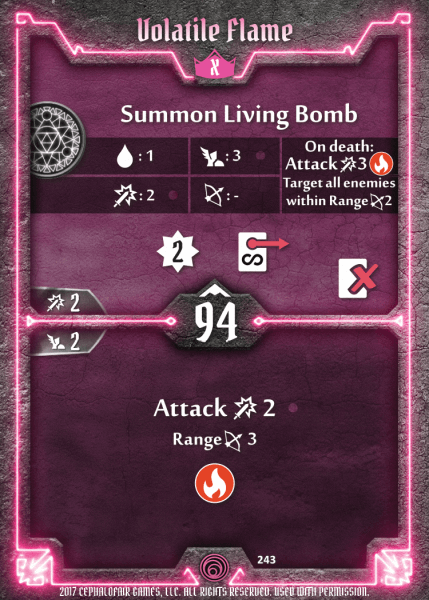 Volatile Flame
X
Summon Living Bomb
: 1
: 3
: 2
: -
On death:
Attack 3
Target all enemies
within Range 2
2
2
94
2
Attack 2
Range 3
243
2017 CEPHALOFAIR GAMES, LLC. ALL RIGHTS RESERVED. USED WITH PERMISSION.